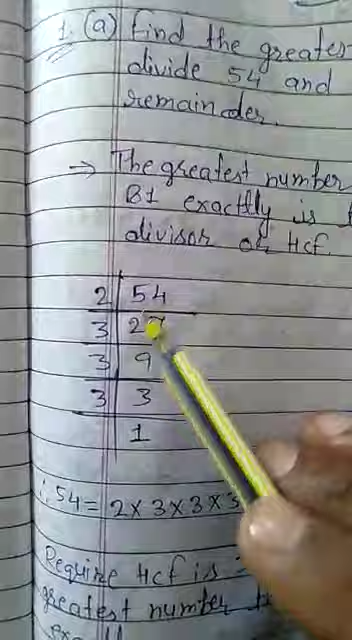 1. (a) find the greates
divide 54 and
remainder.
→ The greatest number
81 exactly is
divisor or Hcf.
2 | 54
3 | 27
3 | 9
3 | 3
1
∴ 54 = 2 × 3 × 3 × 3
Require Hcf is
greatest number